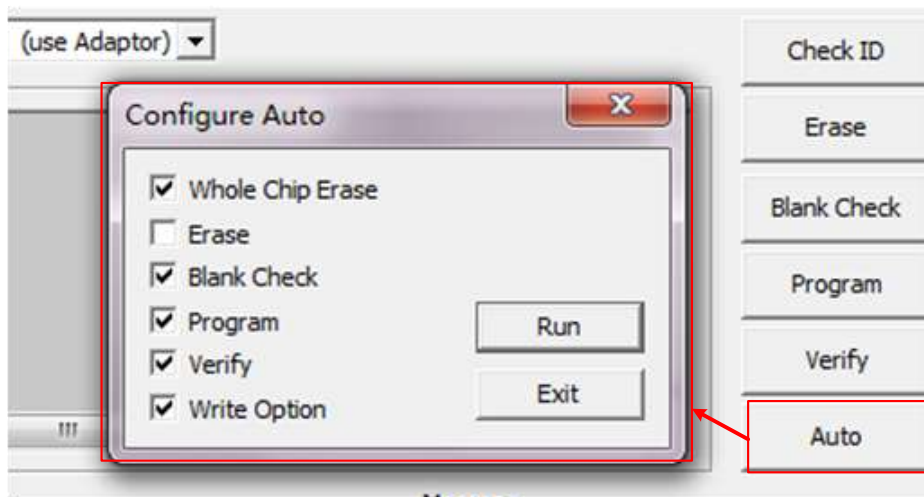 (use Adaptor)
Check ID
Erase
Blank Check
Program
Verify
Auto
Configure Auto
Whole Chip Erase
Erase
Blank Check
Program
Verify
Write Option
Run
Exit